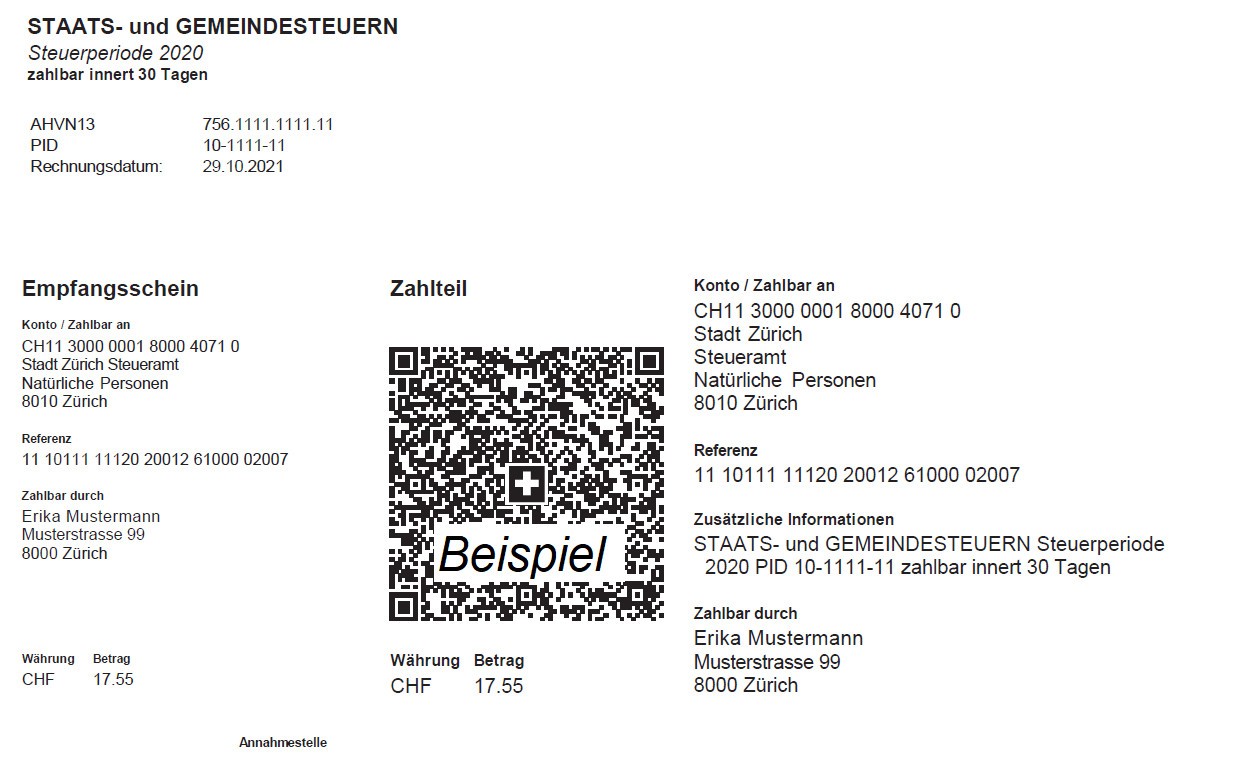 STAATS- und GEMEINDESTEUERN
Steuerperiode 2020
zahlbar innert 30 Tagen
AHVN13 756.1111.1111.11
PID 10-1111-11
Rechnungsdatum: 29.10.2021
Empfangsschein
Konto / Zahlbar an
CH11 3000 0001 8000 4071 0
Stadt Zürich Steueramt
Natürliche Personen
8010 Zürich
Referenz
11 10111 11120 20012 61000 02007
Zahlbar durch
Erika Mustermann
Musterstrasse 99
8000 Zürich
Währung Betrag
CHF 17.55
Annahmestelle
Zahlteil
Beispiel
Währung Betrag
CHF 17.55
Konto / Zahlbar an
CH11 3000 0001 8000 4071 0
Stadt Zürich
Steueramt
Natürliche Personen
8010 Zürich
Referenz
11 10111 11120 20012 61000 02007
Zusätzliche Informationen
STAATS- und GEMEINDESTEUERN Steuerperiode
2020 PID 10-1111-11 zahlbar innert 30 Tagen
Zahlbar durch
Erika Mustermann
Musterstrasse 99
8000 Zürich